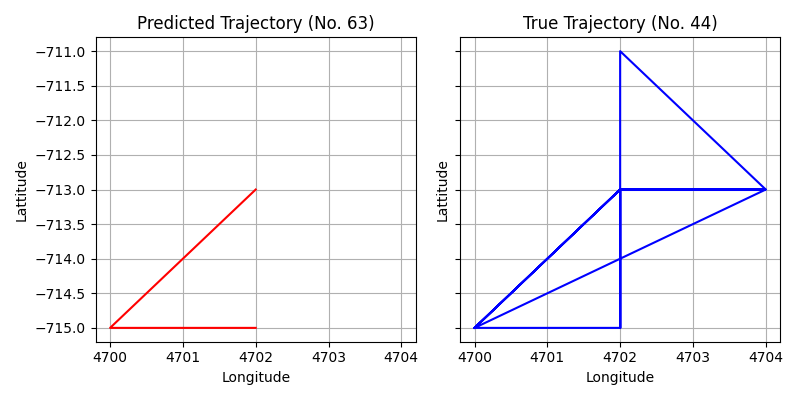 Predicted Trajectory (No. 63)
−711.0
−711.5
−712.0
−712.5
−713.0
−713.5
−714.0
−714.5
−715.0
Lattitude
4700 4701 4702 4703 4704
Longitude
True Trajectory (No. 44)
Lattitude
4700 4701 4702 4703 4704
Longitude